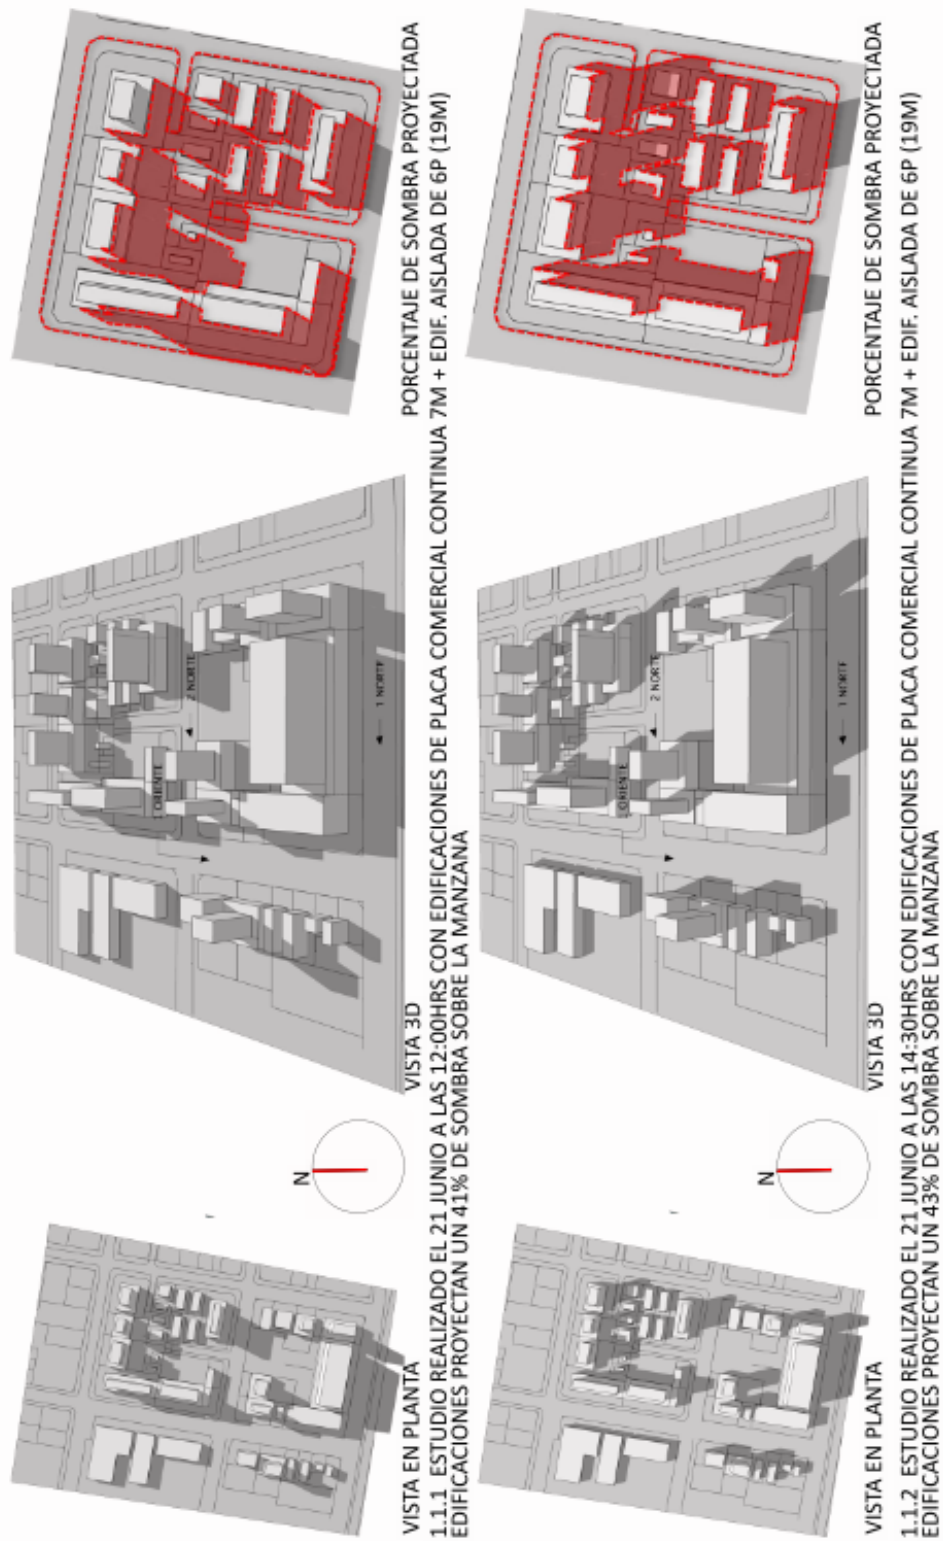 N
1 ORIENTE
2 NORTE
1 NORTE
VISTA EN PLANTA
VISTA 3D
PORCENTAJE DE SOMBRA PROYECTADA
1.1.1 ESTUDIO REALIZADO EL 21 JUNIO A LAS 12:00HRS CON EDIFICACIONES DE PLACA COMERCIAL CONTINUA 7M + EDIF. AISLADA DE 6P (19M)
EDIFICACIONES PROYECTAN UN 41% DE SOMBRA SOBRE LA MANZANA
N
ORIENTE
2 NORTE
1 NORTE
VISTA EN PLANTA
VISTA 3D
PORCENTAJE DE SOMBRA PROYECTADA
1.1.2 ESTUDIO REALIZADO EL 21 JUNIO A LAS 14:30HRS CON EDIFICACIONES DE PLACA COMERCIAL CONTINUA 7M + EDIF. AISLADA DE 6P (19M)
EDIFICACIONES PROYECTAN UN 43% DE SOMBRA SOBRE LA MANZANA